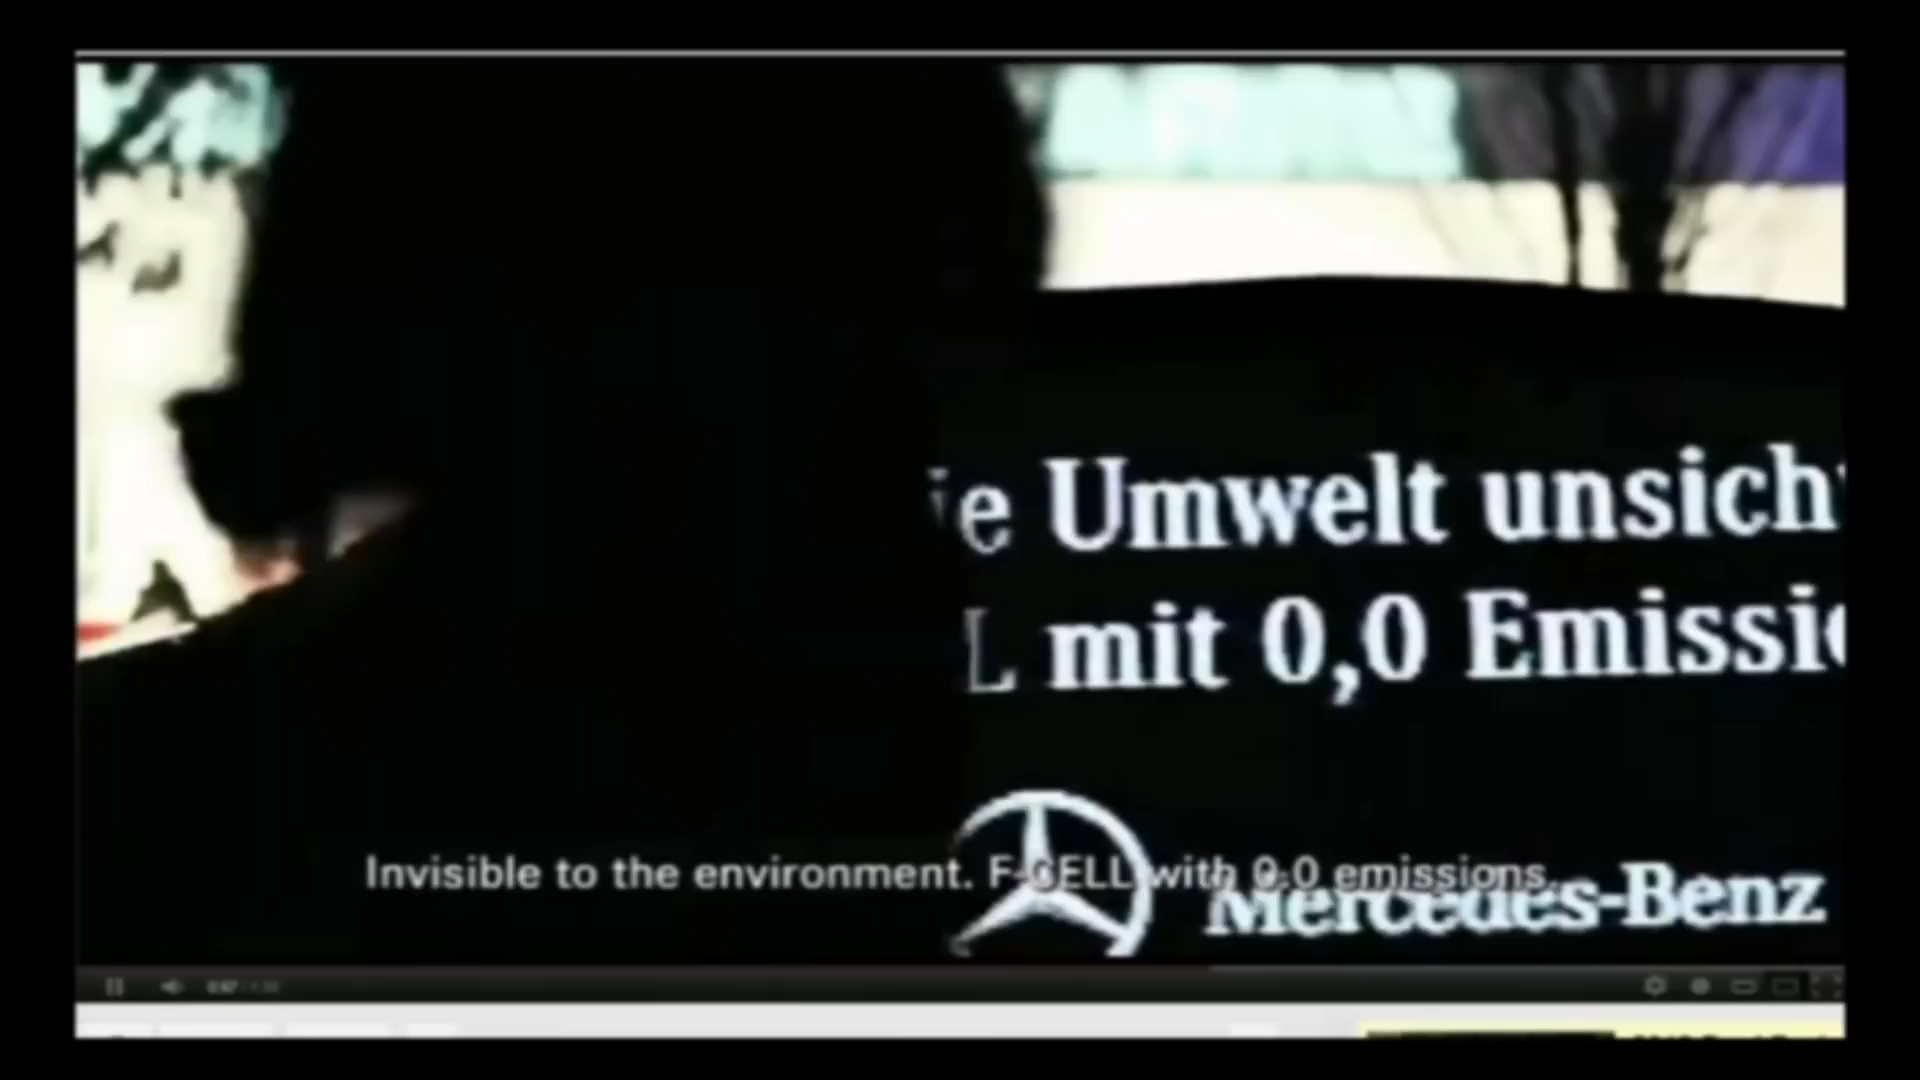 e Umwelt unsich
L mit 0,0 Emissi
Mercedes-Benz
Invisible to the environment. F-CELL with 0.0 emissions.